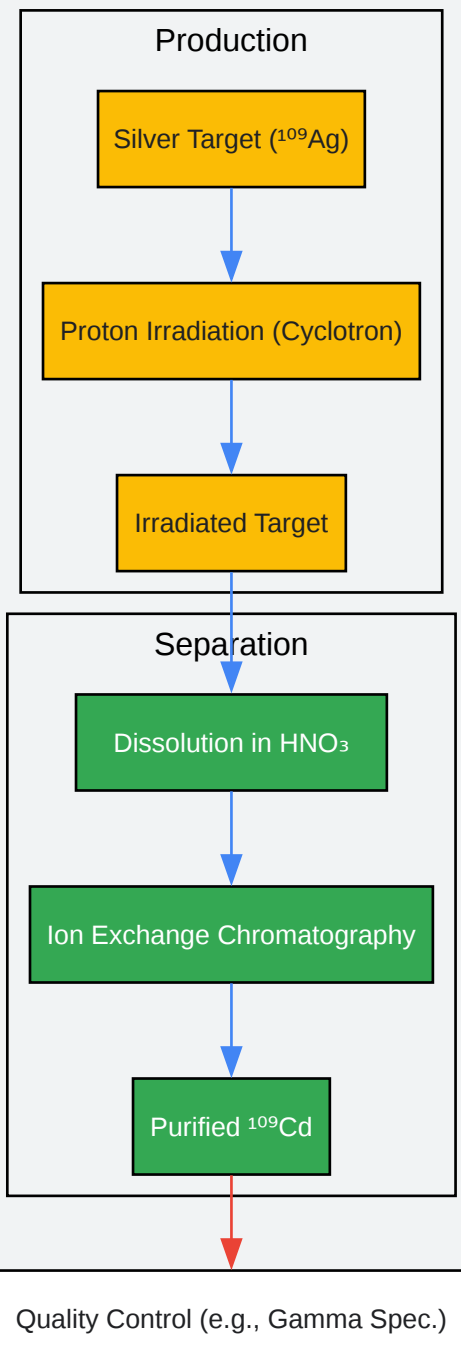 Production
Silver Target (¹⁰⁹Ag)
Proton Irradiation (Cyclotron)
Irradiated Target
Separation
Dissolution in HNO₃
Ion Exchange Chromatography
Purified ¹⁰⁹Cd
Quality Control (e.g., Gamma Spec.)